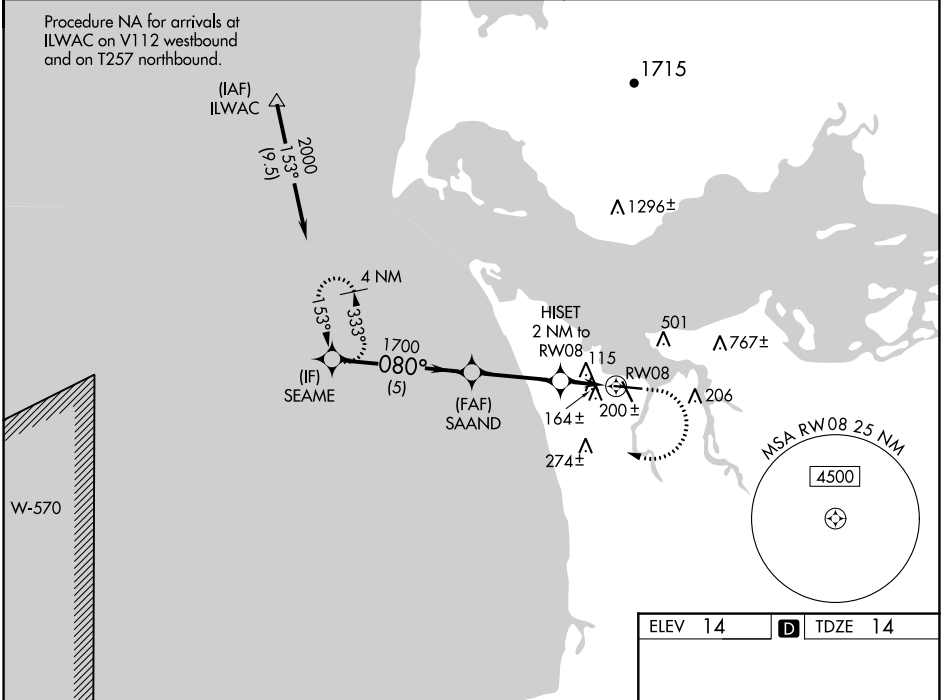 Procedure NA for arrivals at
ILWAC on V112 westbound
and on T257 northbound.
1715
(IAF)
ILWAC
2000
153°
(9.5)
1296±
4 NM
153°
333°
HISET
2 NM to
RW08
501
767±
115
1700
080°
(5)
RW08
(IF)
SEAME
(FAF)
SAAND
164±
200±
206
274±
MSA RW08 25 NM
4500
W-570
ELEV 14 D TDZE 14